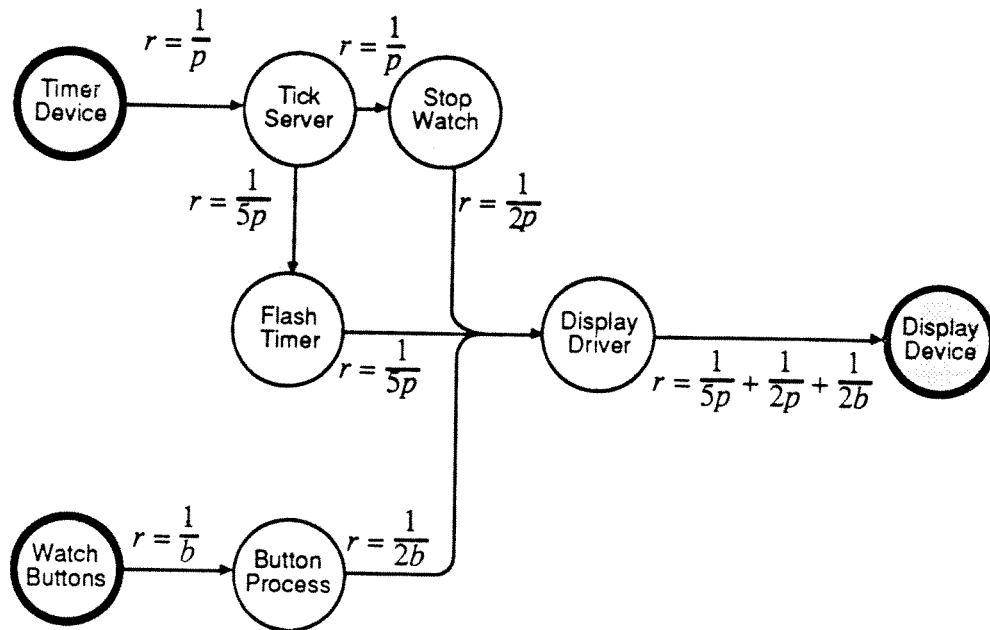 r = 1/p
r = 1/p
Timer
Device
Tick
Server
Stop
Watch
r = 1/5p
r = 1/2p
Flash
Timer
Display
Driver
Display
Device
r = 1/5p
r = 1/5p + 1/2p + 1/2b
r = 1/b
r = 1/2b
Watch
Buttons
Button
Process